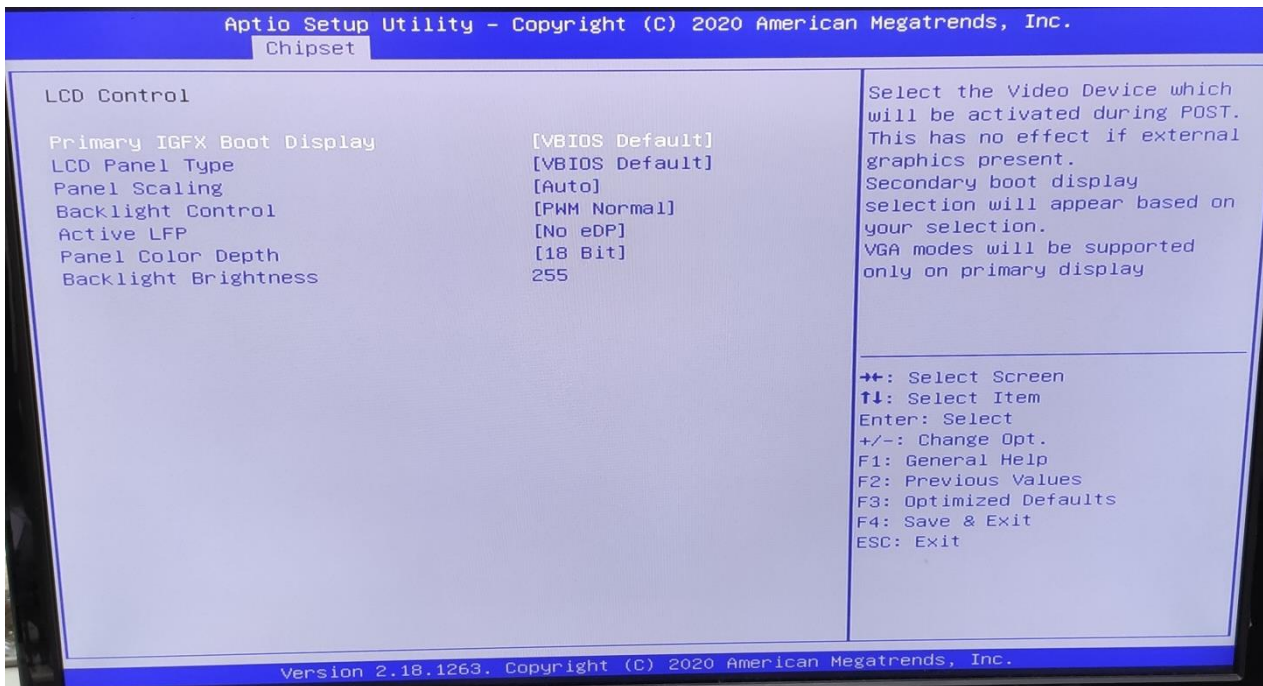 Aptio Setup Utility – Copyright (C) 2020 American Megatrends, Inc.
Chipset
LCD Control
Primary IGFX Boot Display [VBIOS Default]
LCD Panel Type [VBIOS Default]
Panel Scaling [Auto]
Backlight Control [PWM Normal]
Active LFP [No eDP]
Panel Color Depth [18 Bit]
Backlight Brightness 255
Select the Video Device which
will be activated during POST.
This has no effect if external
graphics present.
Secondary boot display
selection will appear based on
your selection.
VGA modes will be supported
only on primary display
→←: Select Screen
↑↓: Select Item
Enter: Select
+/-: Change Opt.
F1: General Help
F2: Previous Values
F3: Optimized Defaults
F4: Save & Exit
ESC: Exit
Version 2.18.1263. Copyright (C) 2020 American Megatrends, Inc.